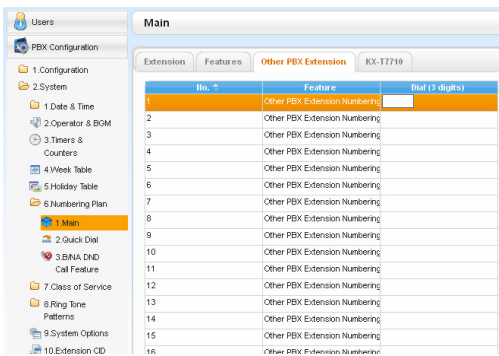 Users
PBX Configuration
1.Configuration
2.System
1.Date & Time
2.Operator & BGM
3.Timers &
Counters
4.Week Table
5.Holiday Table
6.Numbering Plan
1.Main
2.Quick Dial
3.B/NA DND
Call Feature
7.Class of Service
8.Ring Tone
Patterns
9.System Options
10.Extension CID
Main
Extension Features Other PBX Extension KX-T7710
No. Feature Dial (3 digits)
1 Other PBX Extension Numbering
2 Other PBX Extension Numbering
3 Other PBX Extension Numbering
4 Other PBX Extension Numbering
5 Other PBX Extension Numbering
6 Other PBX Extension Numbering
7 Other PBX Extension Numbering
8 Other PBX Extension Numbering
9 Other PBX Extension Numbering
10 Other PBX Extension Numbering
11 Other PBX Extension Numbering
12 Other PBX Extension Numbering
13 Other PBX Extension Numbering
14 Other PBX Extension Numbering
15 Other PBX Extension Numbering
16 Other PBX Extension Numbering